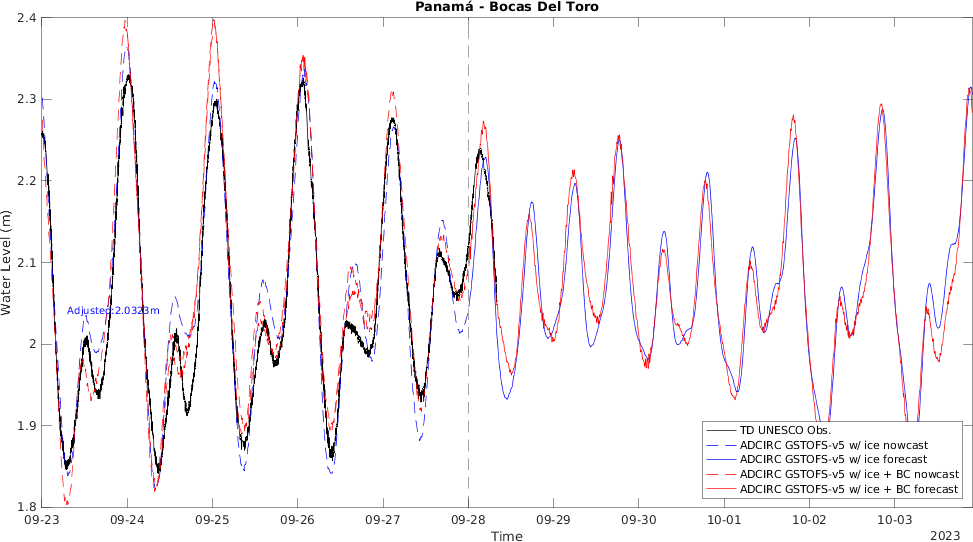 Panamá - Bocas Del Toro
2.4
2.3
2.2
2.1
2
1.9
1.8
Water Level (m)
Adjusted:2.0323m
TD UNESCO Obs.
ADCIRC GSTOFS-v5 w/ ice nowcast
ADCIRC GSTOFS-v5 w/ ice forecast
ADCIRC GSTOFS-v5 w/ ice + BC nowcast
ADCIRC GSTOFS-v5 w/ ice + BC forecast
09-23 09-24 09-25 09-26 09-27 09-28 09-29 09-30 10-01 10-02 10-03
Time
2023